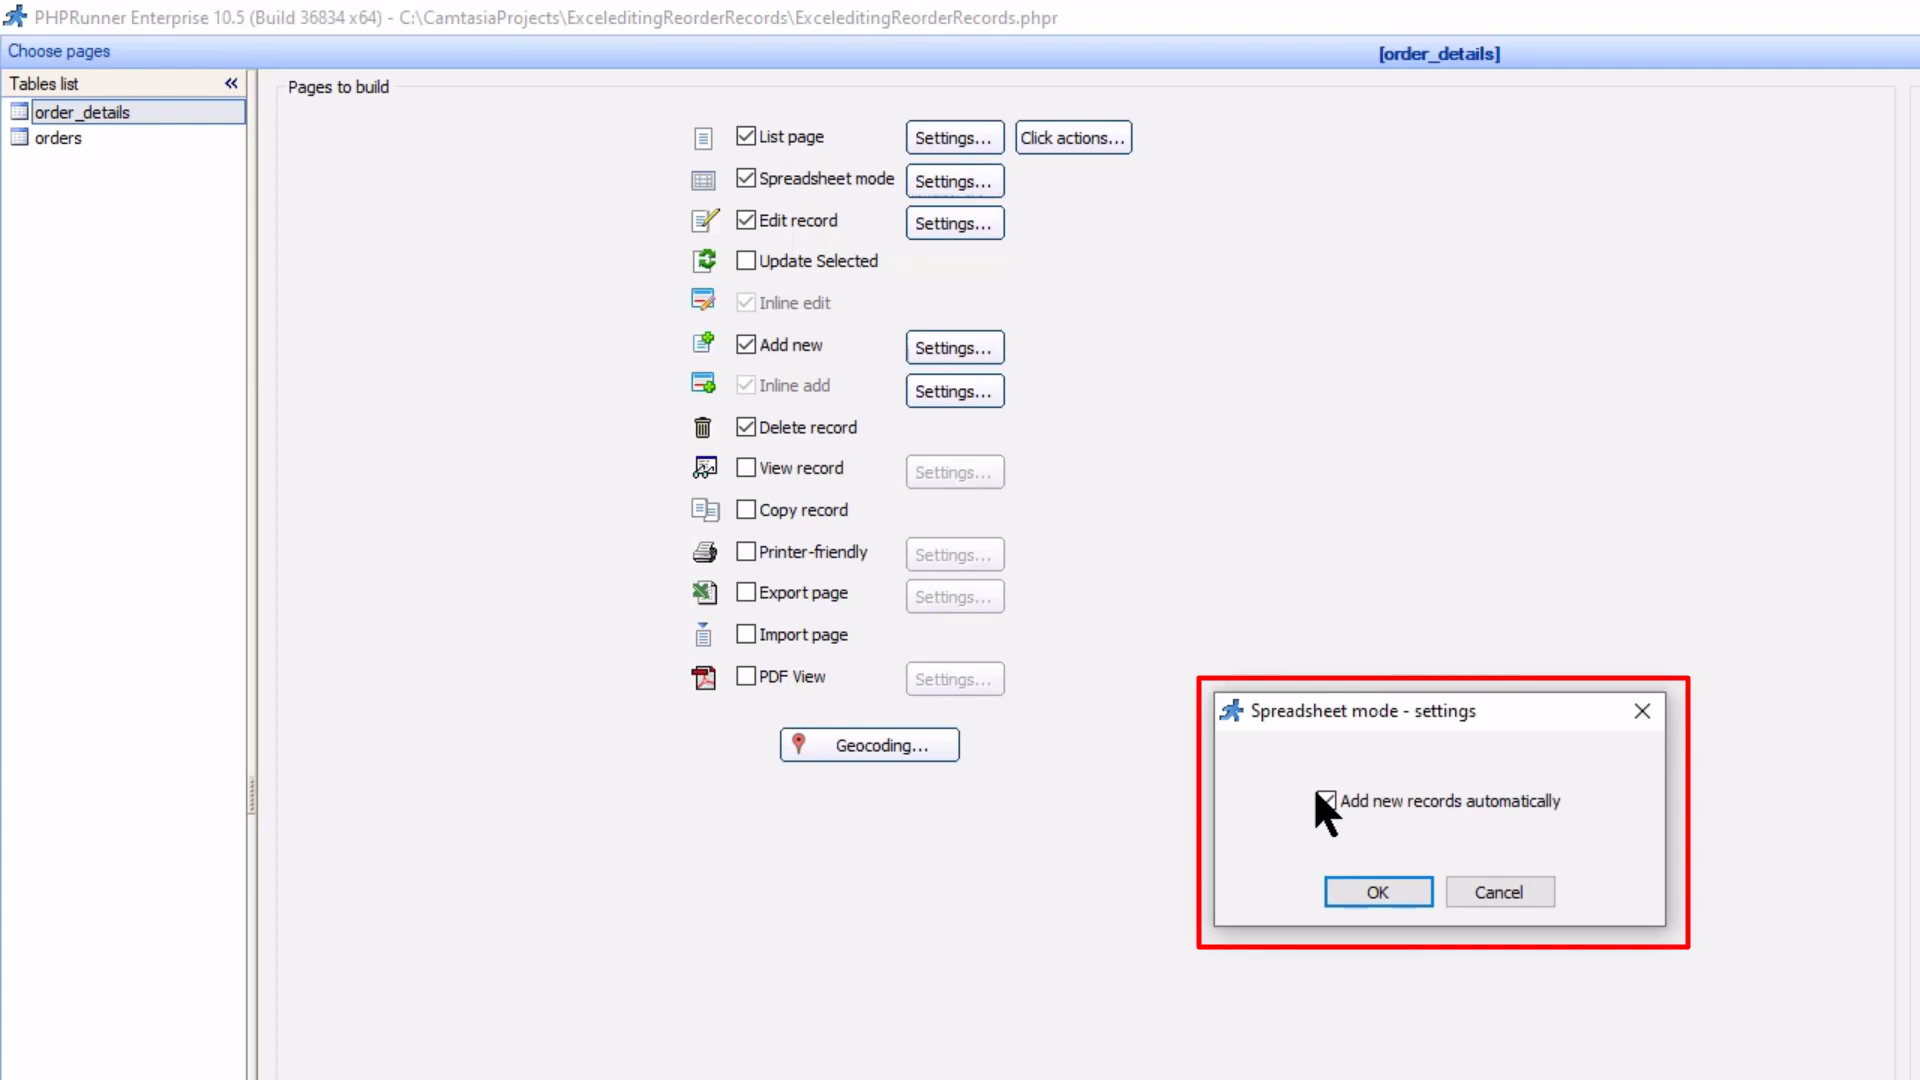 PHPRunner Enterprise 10.5 (Build 36834 x64) - C:\CamtasiaProjects\ExceleditingReorderRecords\ExceleditingReorderRecords.phpr
Choose pages
[order_details]
Tables list
order_details
orders
Pages to build
List page Settings... Click actions...
Spreadsheet mode Settings...
Edit record Settings...
Update Selected
Inline edit
Add new Settings...
Inline add Settings...
Delete record
View record Settings...
Copy record
Printer-friendly Settings...
Export page Settings...
Import page
PDF View Settings...
Geocoding...
Spreadsheet mode - settings
Add new records automatically
OK Cancel